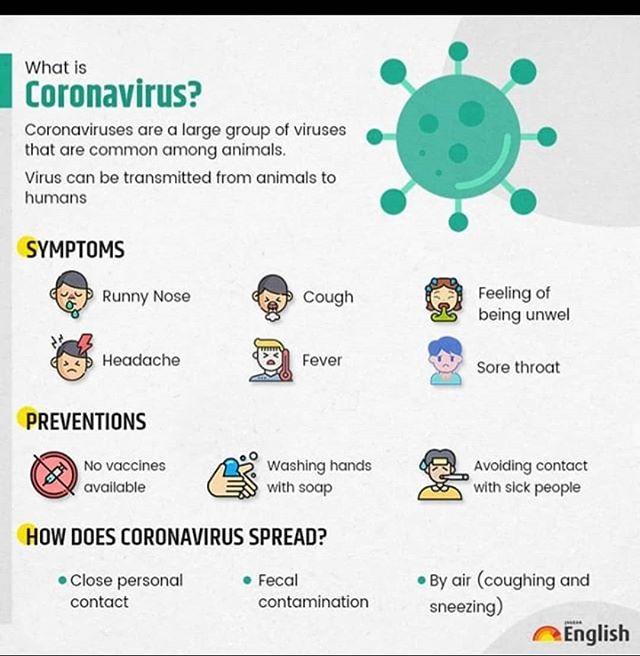 What is
Coronavirus?
Coronaviruses are a large group of viruses
that are common among animals.
Virus can be transmitted from animals to
humans
SYMPTOMS
Runny Nose
Cough
Feeling of
being unwel
Headache
Fever
Sore throat
PREVENTIONS
No vaccines
available
Washing hands
with soap
Avoiding contact
with sick people
HOW DOES CORONAVIRUS SPREAD?
Close personal
contact
Fecal
contamination
By air (coughing and
sneezing)
JAGRAN
English